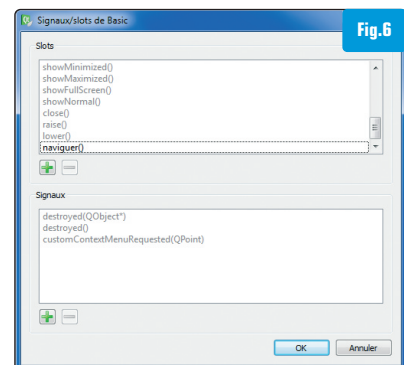 Signaux/slots de Basic
Fig.6
Slots
showMinimized()
showMaximized()
showFullScreen()
showNormal()
close()
raise()
lower()
naviguer()
Signaux
destroyed(QObject*)
destroyed()
customContextMenuRequested(QPoint)
OK Annuler